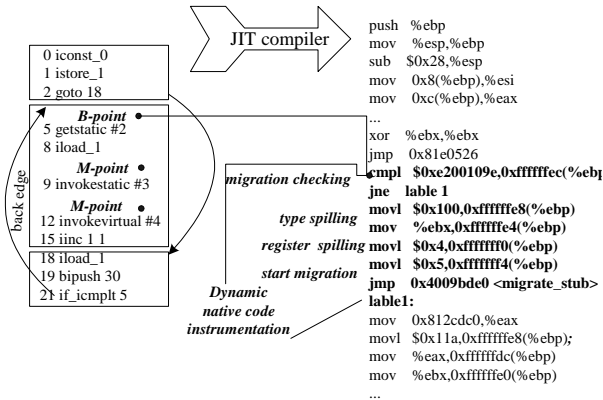 JIT compiler
0 iconst_0
1 istore_1
2 goto 18
B-point
5 getstatic #2
8 iload_1
M-point
9 invokestatic #3
M-point
12 invokevirtual #4
15 iinc 1 1
18 iload_1
19 bipush 30
21 if_icmplt 5
back edge
migration checking
type spilling
register spilling
start migration
Dynamic
native code
instrumentation
push %ebp
mov %esp,%ebp
sub $0x28,%esp
mov 0x8(%ebp),%esi
mov 0xc(%ebp),%eax
...
xor %ebx,%ebx
jmp 0x81e0526
cmpl $0xe200109e,0xffffffec(%ebp
jne lable 1
movl $0x100,0xffffffe8(%ebp)
mov %ebx,0xffffffe4(%ebp)
movl $0x4,0xfffffff0(%ebp)
movl $0x5,0xfffffff4(%ebp)
jmp 0x4009bde0 <migrate_stub>
lable1:
mov 0x812cdc0,%eax
movl $0x11a,0xffffffe8(%ebp);
mov %eax,0xffffffdc(%ebp)
mov %ebx,0xffffffe0(%ebp)
...